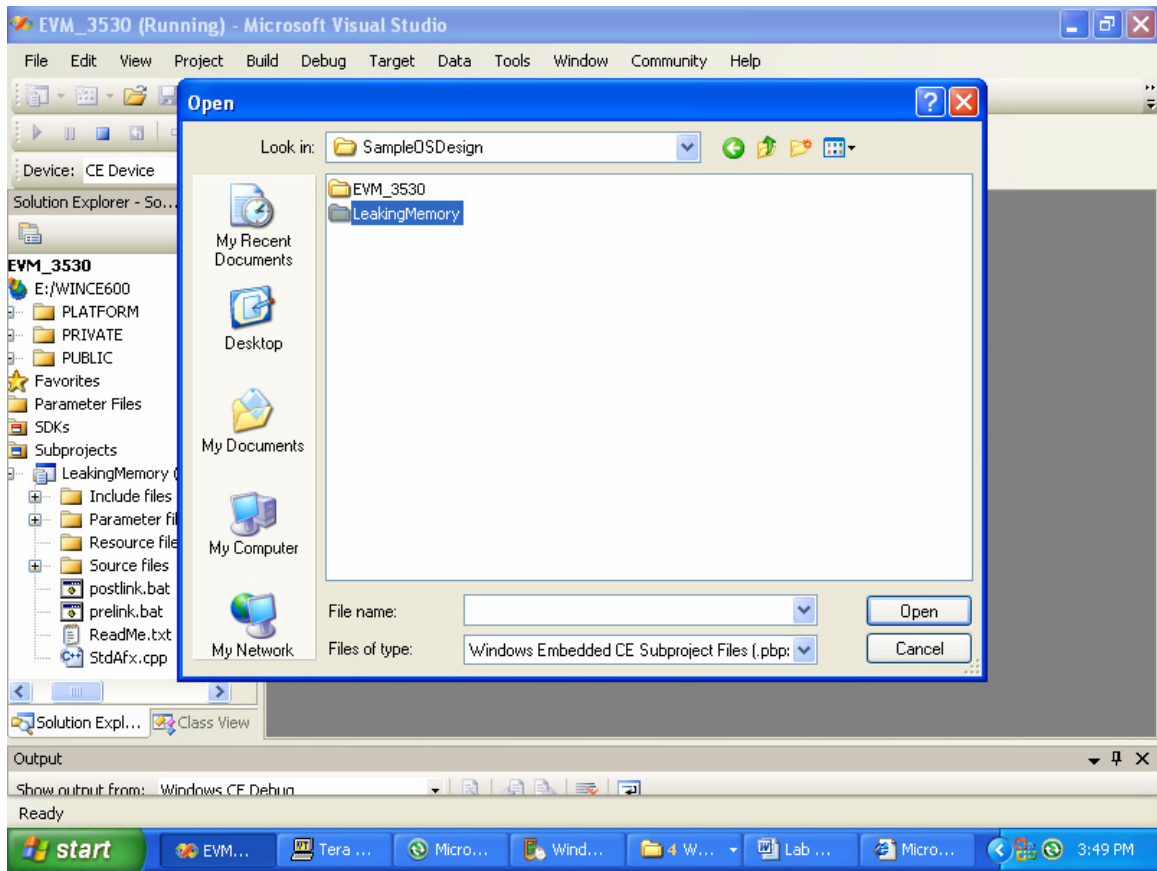 EVM_3530 (Running) - Microsoft Visual Studio
File Edit View Project Build Debug Target Data Tools Window Community Help
Open
Look in: SampleOSDesign
Device: CE Device
Solution Explorer - So...
EVM_3530
E:/WINCE600
PLATFORM
PRIVATE
PUBLIC
Favorites
Parameter Files
SDKs
Subprojects
LeakingMemory (
Include files
Parameter fil
Resource file
Source files
postlink.bat
prelink.bat
ReadMe.txt
StdAfx.cpp
My Recent
Documents
Desktop
My Documents
My Computer
My Network
EVM_3530
LeakingMemory
File name:
Open
Files of type: Windows Embedded CE Subproject Files (.pbp:
Cancel
Solution Expl... Class View
Output
Show output from: Windows CE Debug
Ready
start EVM... Tera ... Micro... Wind... 4 W... Lab ... Micro... 3:49 PM